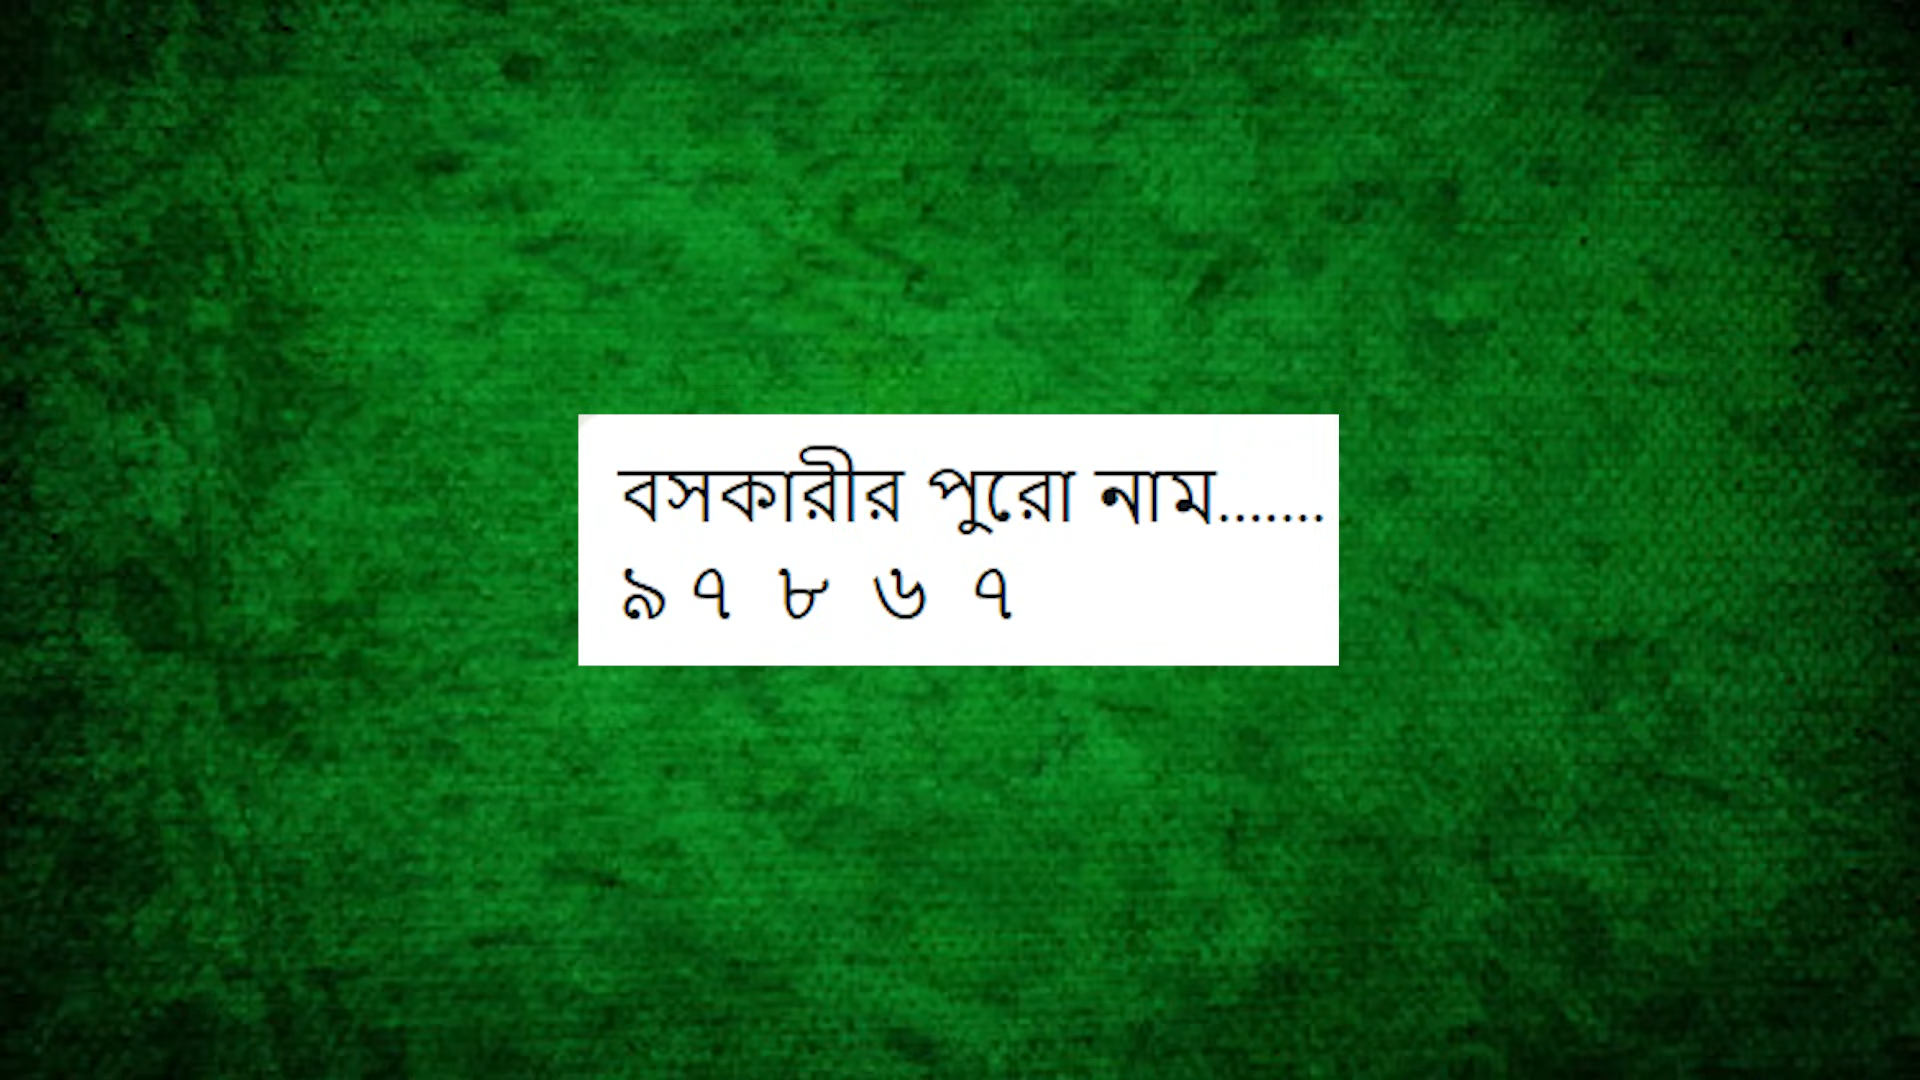 বসকারীর পুরো নাম.......
৯ ৭ ৮ ৬ ৭